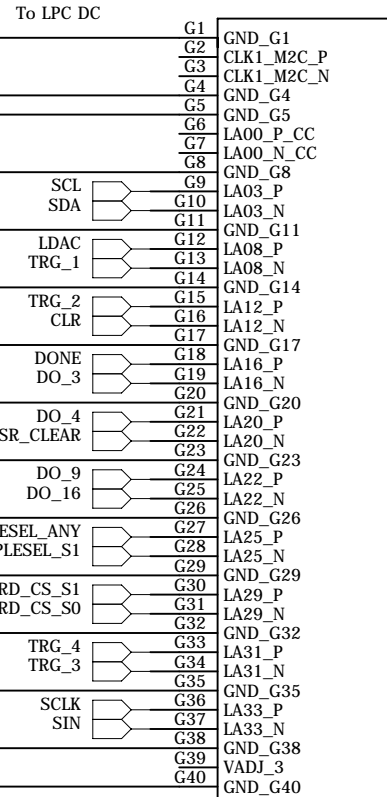 To LPC DC
G1 GND_G1
G2 CLK1_M2C_P
G3 CLK1_M2C_N
G4 GND_G4
G5 GND_G5
G6 LA00_P_CC
G7 LA00_N_CC
G8 GND_G8
SCL G9 LA03_P
SDA G10 LA03_N
G11 GND_G11
LDAC G12 LA08_P
TRG_1 G13 LA08_N
G14 GND_G14
TRG_2 G15 LA12_P
CLR G16 LA12_N
G17 GND_G17
DONE G18 LA16_P
DO_3 G19 LA16_N
G20 GND_G20
DO_4 G21 LA20_P
SR_CLEAR G22 LA20_N
G23 GND_G23
DO_9 G24 LA22_P
DO_16 G25 LA22_N
G26 GND_G26
ESEL_ANY G27 LA25_P
PLESEL_S1 G28 LA25_N
G29 GND_G29
RD_CS_S1 G30 LA29_P
RD_CS_S0 G31 LA29_N
G32 GND_G32
TRG_4 G33 LA31_P
TRG_3 G34 LA31_N
G35 GND_G35
SCLK G36 LA33_P
SIN G37 LA33_N
G38 GND_G38
G39 VADJ_3
G40 GND_G40